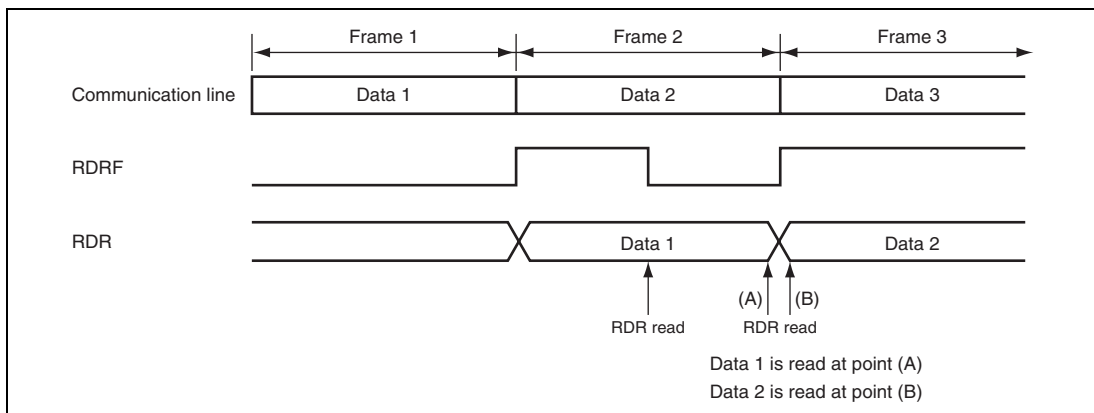 Frame 1 Frame 2 Frame 3
Communication line Data 1 Data 2 Data 3
RDRF
RDR Data 1 Data 2
(A) (B)
RDR read RDR read
Data 1 is read at point (A)
Data 2 is read at point (B)